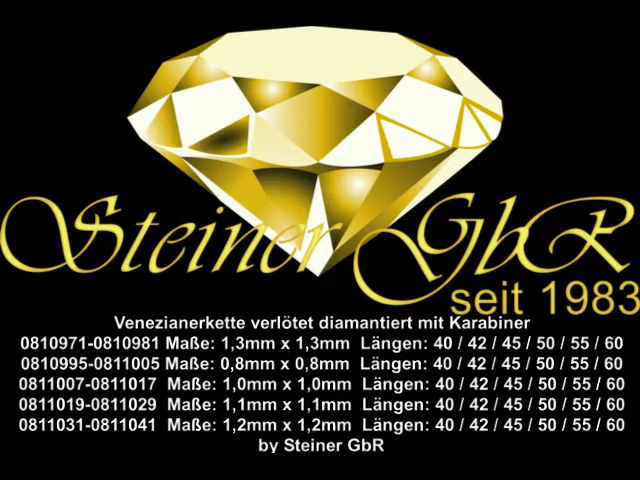 Steiner GbR
seit 1983
Venezianerkette verlötet diamantiert mit Karabiner
0810971-0810981 Maße: 1,3mm x 1,3mm Längen: 40 / 42 / 45 / 50 / 55 / 60
0810995-0811005 Maße: 0,8mm x 0,8mm Längen: 40 / 42 / 45 / 50 / 55 / 60
0811007-0811017 Maße: 1,0mm x 1,0mm Längen: 40 / 42 / 45 / 50 / 55 / 60
0811019-0811029 Maße: 1,1mm x 1,1mm Längen: 40 / 42 / 45 / 50 / 55 / 60
0811031-0811041 Maße: 1,2mm x 1,2mm Längen: 40 / 42 / 45 / 50 / 55 / 60
by Steiner GbR